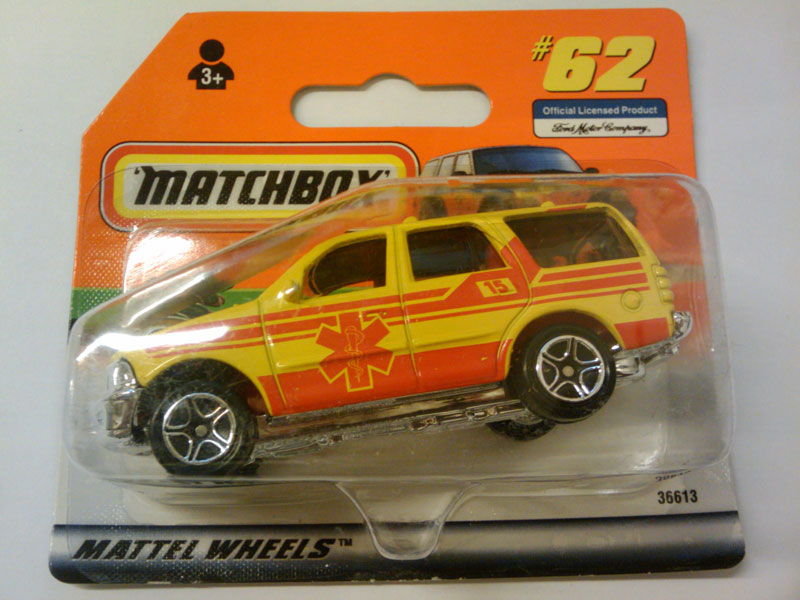 3+
#62
Official Licensed Product
Ford Motor Company,
'MATCHBOX'
15
36613
MATTEL WHEELS™